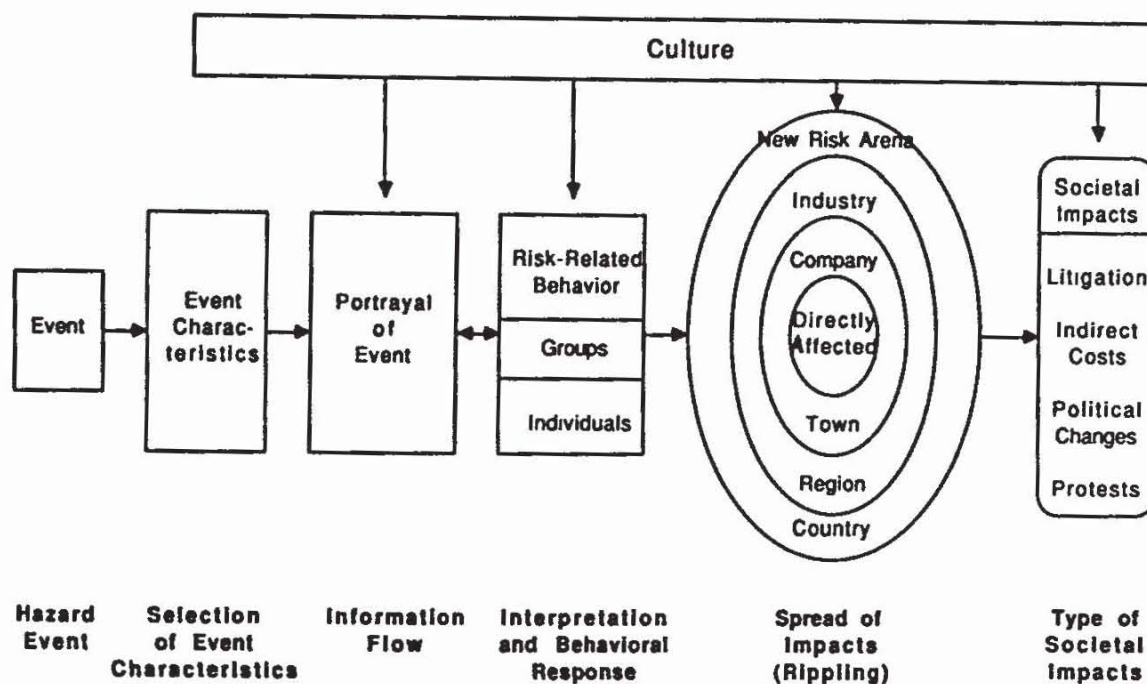 Culture
New Risk Arena
Industry
Company
Directly
Affected
Town
Region
Country
Event
Event
Charac-
teristics
Portrayal
of
Event
Risk-Related
Behavior
Groups
Individuals
Societal
Impacts
Litigation
Indirect
Costs
Political
Changes
Protests
Hazard
Event
Selection
of Event
Characteristics
Information
Flow
Interpretation
and Behavioral
Response
Spread of
Impacts
(Rippling)
Type of
Societal
Impacts